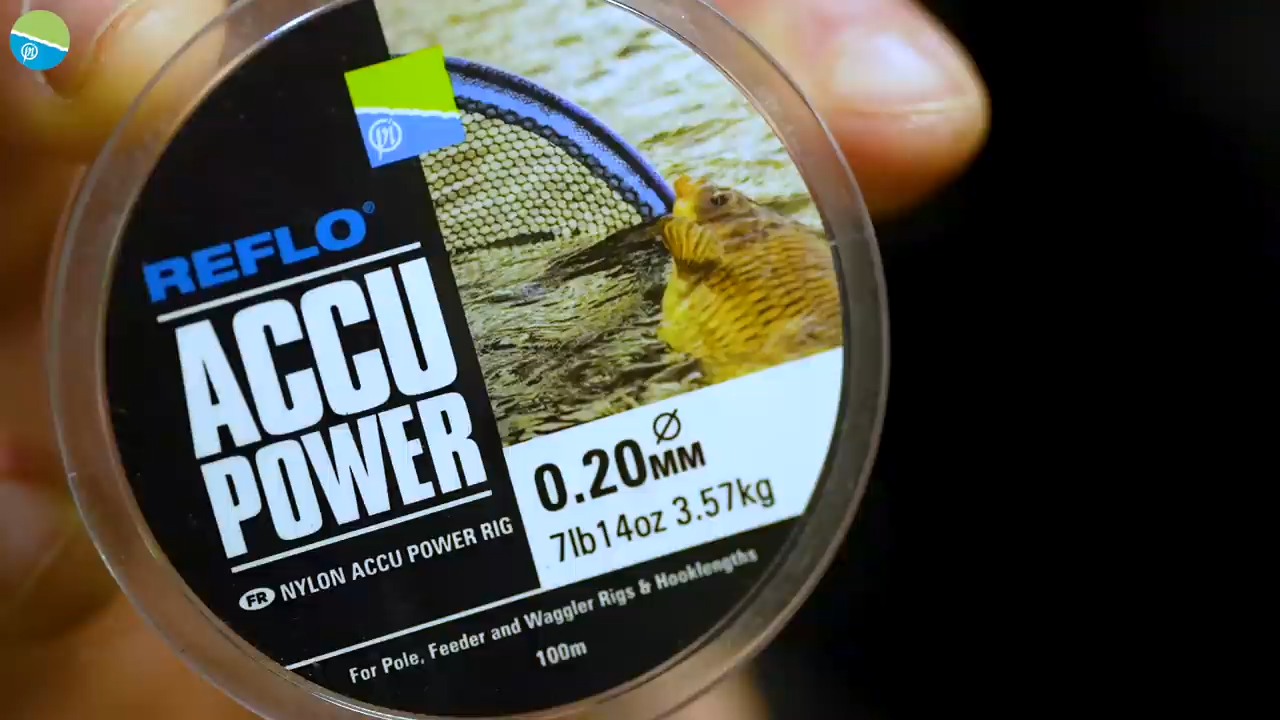 REFLO®
ACCU
POWER
FR NYLON ACCU POWER RIG
Ø
0.20MM
7lb14oz 3.57kg
For Pole, Feeder and Waggler Rigs & Hooklengths
100m